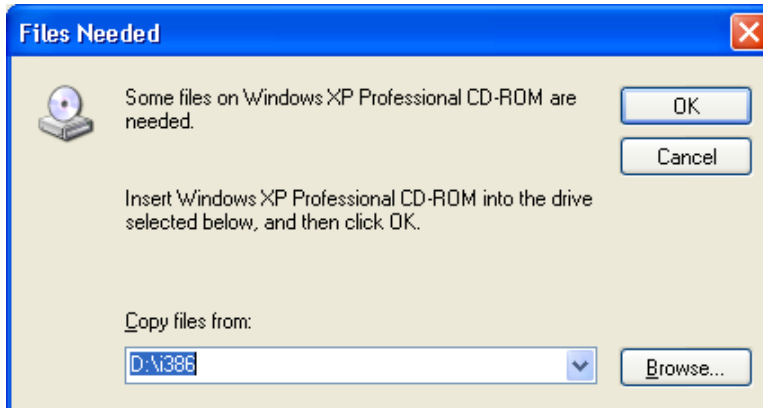 Files Needed
Some files on Windows XP Professional CD-ROM are
needed.
OK
Cancel
Insert Windows XP Professional CD-ROM into the drive
selected below, and then click OK.
Copy files from:
D:\i386
Browse...